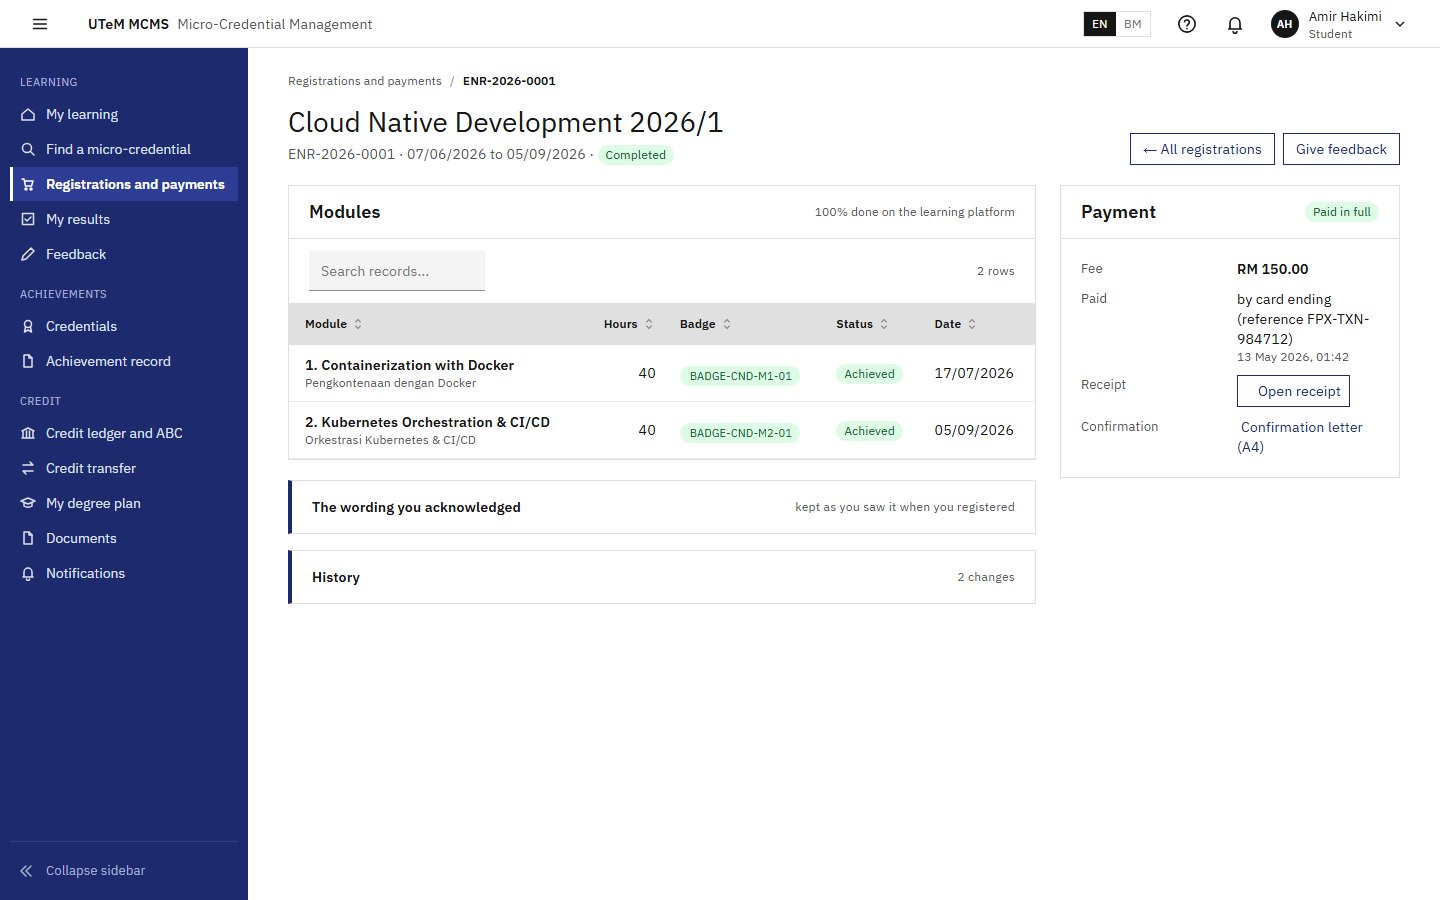 UTeM MCMS Micro-Credential Management
EN BM
AH
Amir Hakimi
Student
LEARNING
My learning
Find a micro-credential
Registrations and payments
My results
Feedback
ACHIEVEMENTS
Credentials
Achievement record
CREDIT
Credit ledger and ABC
Credit transfer
My degree plan
Documents
Notifications
Collapse sidebar
Registrations and payments / ENR-2026-0001
Cloud Native Development 2026/1
ENR-2026-0001 · 07/06/2026 to 05/09/2026 · Completed
← All registrations
Give feedback
Modules
100% done on the learning platform
Search records...
2 rows
Module Hours Badge Status Date
1. Containerization with Docker 40 BADGE-CND-M1-01 Achieved 17/07/2026
Pengkontenaan dengan Docker
2. Kubernetes Orchestration & CI/CD 40 BADGE-CND-M2-01 Achieved 05/09/2026
Orkestrasi Kubernetes & CI/CD
The wording you acknowledged
kept as you saw it when you registered
History
2 changes
Payment
Paid in full
Fee RM 150.00
Paid by card ending
(reference FPX-TXN-
984712)
13 May 2026, 01:42
Receipt Open receipt
Confirmation Confirmation letter
(A4)